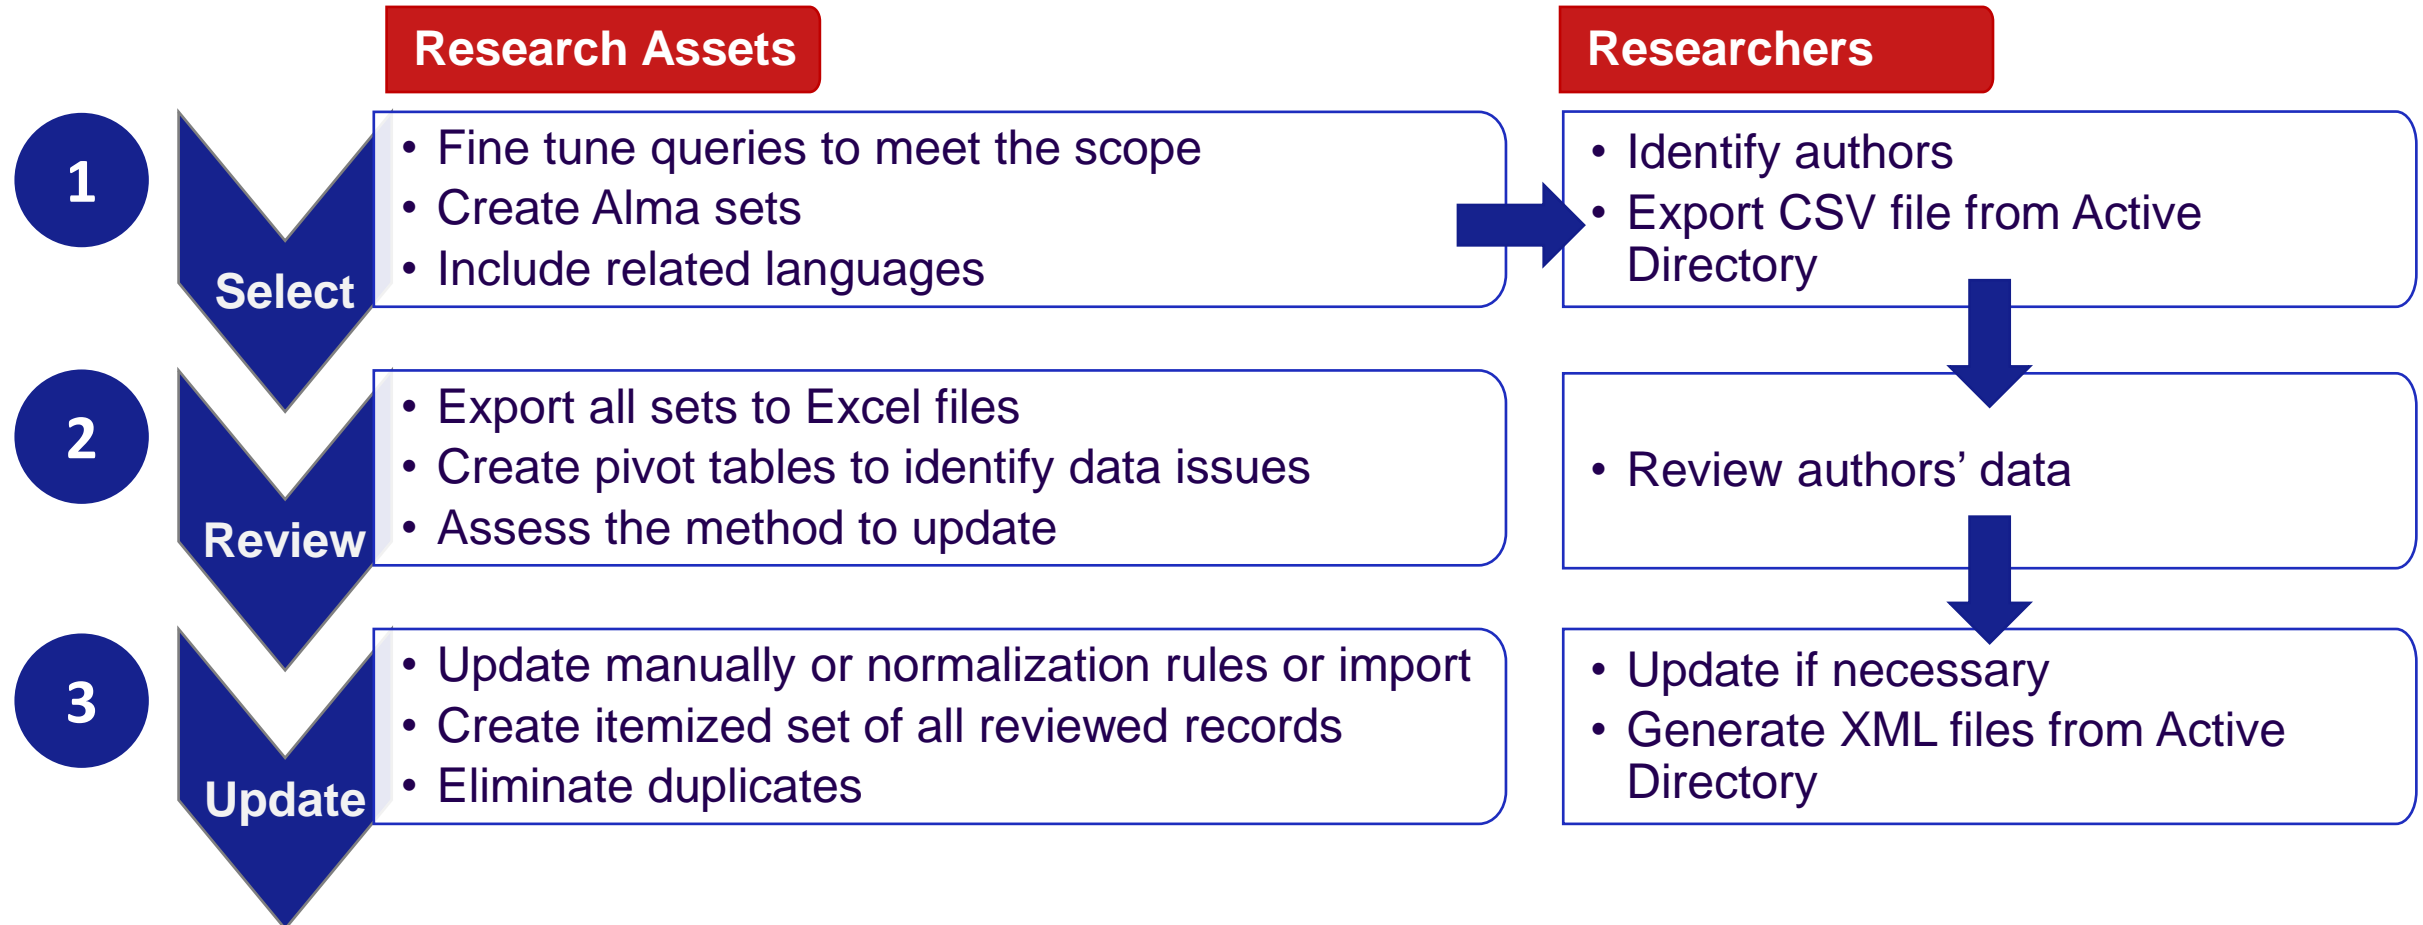 Research Assets
Researchers
1
Select
• Fine tune queries to meet the scope
• Create Alma sets
• Include related languages
• Identify authors
• Export CSV file from Active
Directory
2
Review
• Export all sets to Excel files
• Create pivot tables to identify data issues
• Assess the method to update
• Review authors’ data
3
Update
• Update manually or normalization rules or import
• Create itemized set of all reviewed records
• Eliminate duplicates
• Update if necessary
• Generate XML files from Active
Directory